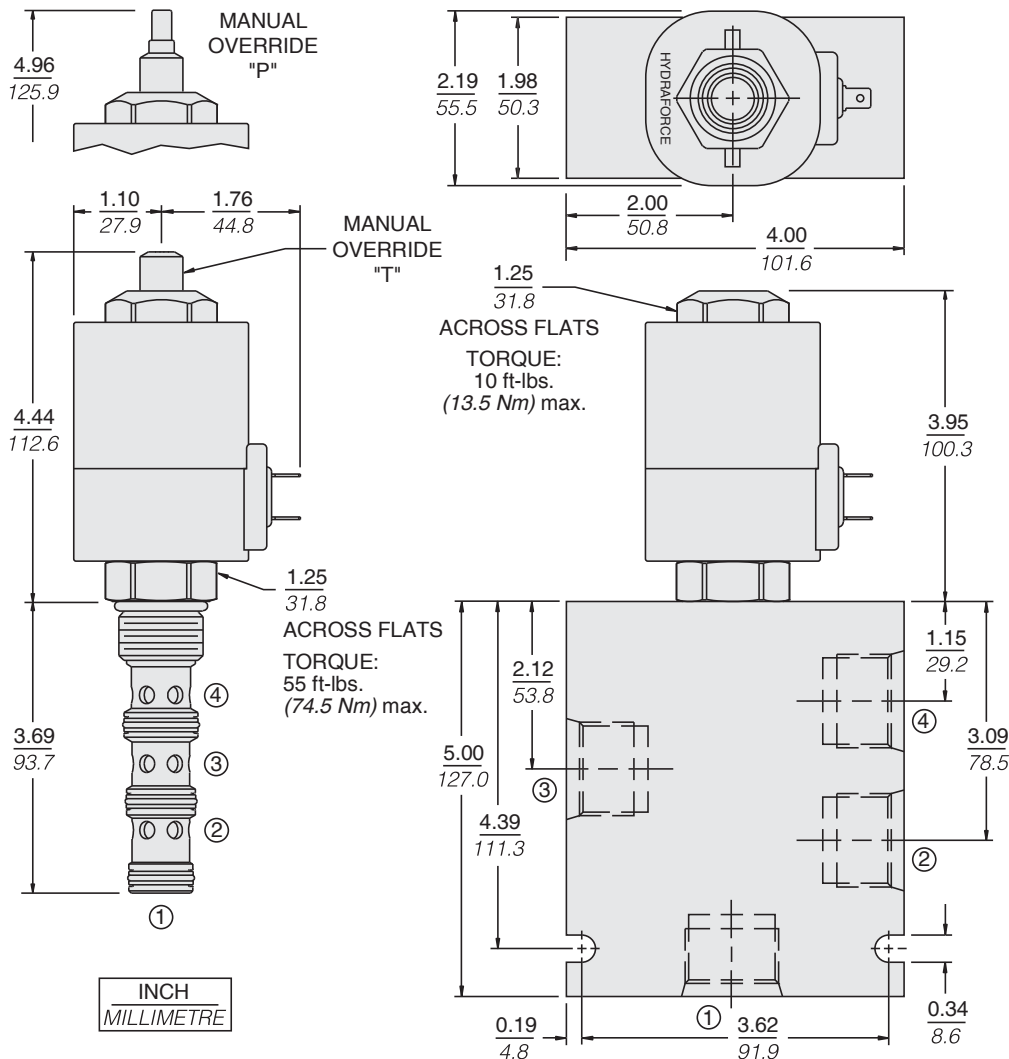 MANUAL
OVERRIDE
"P"
4.96
125.9
2.19
55.5
1.98
50.3
HYDRAFORCE
2.00
50.8
4.00
101.6
1.10
27.9
1.76
44.8
MANUAL
OVERRIDE
"T"
1.25
31.8
ACROSS FLATS
TORQUE:
10 ft-lbs.
(13.5 Nm) max.
4.44
112.6
3.95
100.3
1.25
31.8
ACROSS FLATS
TORQUE:
55 ft-lbs.
(74.5 Nm) max.
3.69
93.7
④
③
②
①
2.12
53.8
1.15
29.2
④
5.00
127.0
③
3.09
78.5
4.39
111.3
②
①
0.19
4.8
3.62
91.9
0.34
8.6
INCH
MILLIMETRE